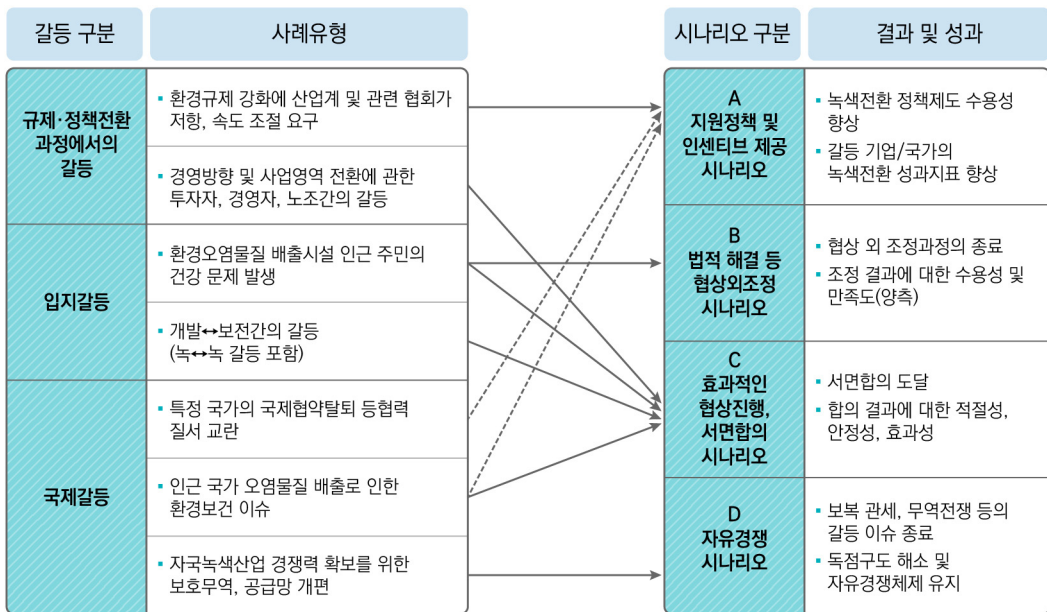 갈등 구분
사례유형
규제·정책전환
과정에서의
갈등
▪ 환경규제 강화에 산업계 및 관련 협회가
저항, 속도 조절 요구
▪ 경영방향 및 사업영역 전환에 관한
투자자, 경영자, 노조간의 갈등
입지갈등
▪ 환경오염물질 배출시설 인근 주민의
건강 문제 발생
▪ 개발↔보전간의 갈등
(녹↔녹 갈등 포함)
국제갈등
▪ 특정 국가의 국제협약탈퇴 등협력
질서 교란
▪ 인근 국가 오염물질 배출로 인한
환경보건 이슈
▪ 자국녹색산업 경쟁력 확보를 위한
보호무역, 공급망 개편
시나리오 구분
결과 및 성과
A
지원정책 및
인센티브 제공
시나리오
▪ 녹색전환 정책제도 수용성
향상
▪ 갈등 기업/국가의
녹색전환 성과지표 향상
B
법적 해결 등
협상외조정
시나리오
▪ 협상 외 조정과정의 종료
▪ 조정 결과에 대한 수용성 및
만족도(양측)
C
효과적인
협상진행,
서면합의
시나리오
▪ 서면합의 도달
▪ 합의 결과에 대한 적절성,
안정성, 효과성
D
자유경쟁
시나리오
▪ 보복 관세, 무역전쟁 등의
갈등 이슈 종료
▪ 독점구도 해소 및
자유경쟁체제 유지